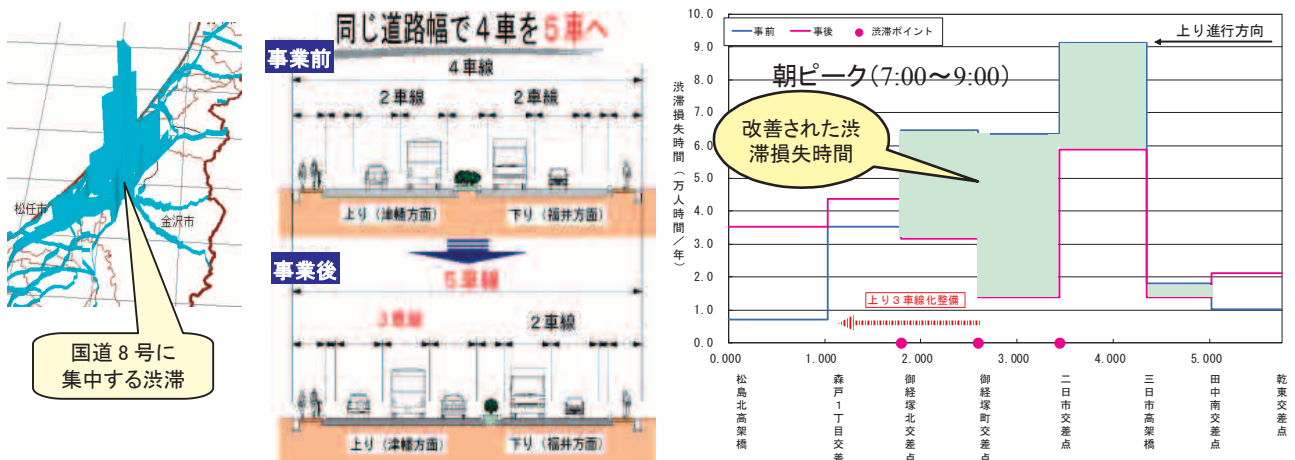 松任市
金沢市
国道8号に
集中する渋滞
同じ道路幅で4車を5車へ
事業前
4車線
2車線
2車線
上り（津幡方面）
下り（福井方面）
事業後
5車線
3車線
2車線
上り（津幡方面）
下り（福井方面）
渋滞損失時間（万人時間/年）
10.0
9.0
8.0
7.0
6.0
5.0
4.0
3.0
2.0
1.0
0.0
事前
事後
渋滞ポイント
上り進行方向
朝ピーク(7:00～9:00)
改善された渋
滞損失時間
上り3車線化整備
0.000
1.000
2.000
3.000
4.000
5.000
松島北高架橋
森戸1丁目交差
御経塚北交差点
御経塚町交差点
二日市交差点
三日市高架橋
田中南交差点
乾東交差点